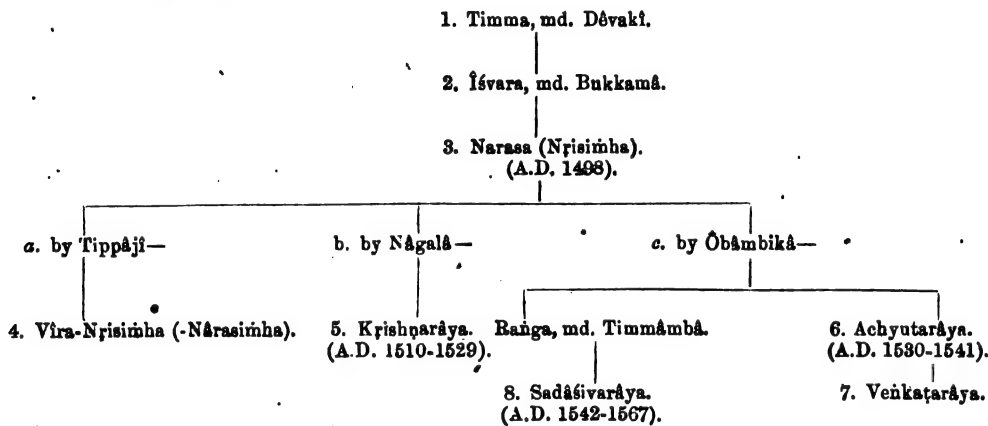 1. Timma, md. Dêvakî.
2. Îśvara, md. Bukkamâ.
3. Narasa (Nṛisiṁha).
(A.D. 1498).
a. by Tippâjî—
b. by Nâgalâ—
c. by Ôbâmbikâ—
4. Vîra-Nṛisiṁha (-Nârasiṁha).
5. Kṛishṇarâya.
(A.D. 1510-1529).
Raṅga, md. Timmâmbâ.
6. Achyutarâya.
(A.D. 1530-1541).
8. Sadâśivarâya.
(A.D. 1542-1567).
7. Veṅkaṭarâya.